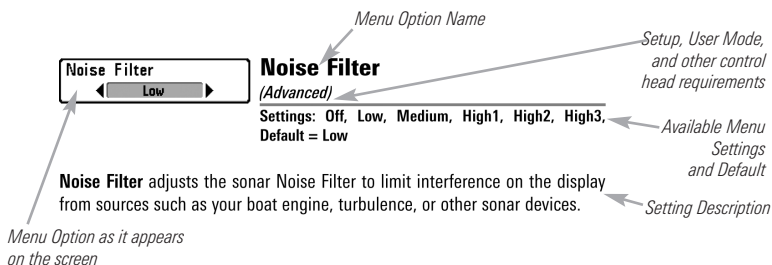 Menu Option Name
Setup, User Mode,
and other control
head requirements
Noise Filter
Low
Noise Filter
(Advanced)
Settings: Off, Low, Medium, High1, High2, High3,
Default = Low
Available Menu
Settings
and Default
Noise Filter adjusts the sonar Noise Filter to limit interference on the display
from sources such as your boat engine, turbulence, or other sonar devices.
Setting Description
Menu Option as it appears
on the screen